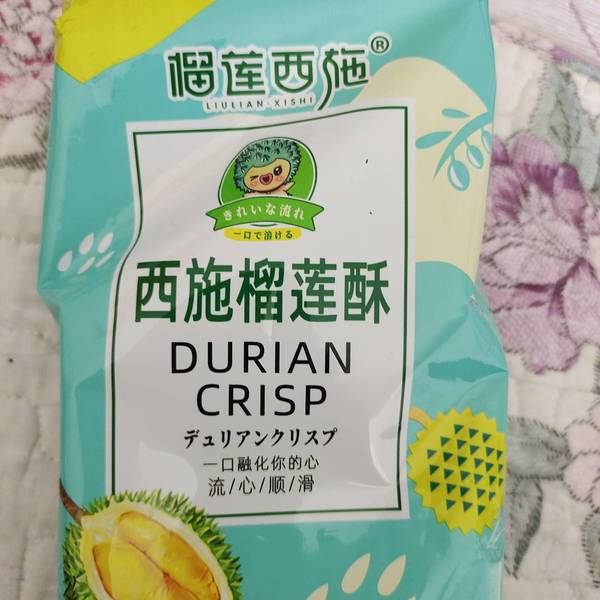 榴莲西施®
LIULIAN·XISHI
きれいな流れ
一口で溶ける
西施榴莲酥
DURIAN
CRISP
デュリアンクリスプ
一口融化你的心
流/心/顺/滑